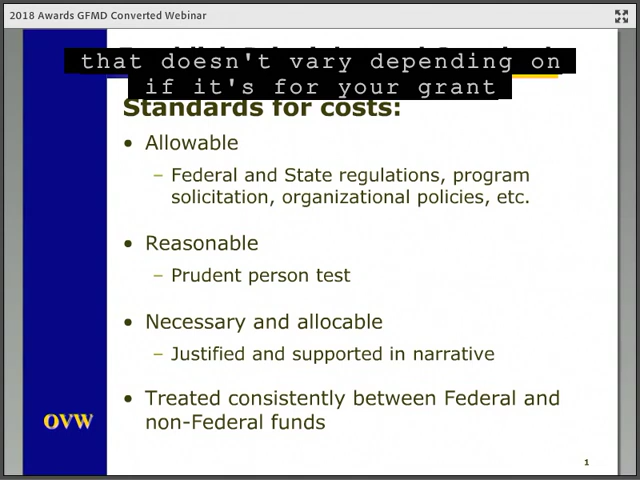 2018 Awards GFMD Converted Webinar
that doesn't vary depending on
if it's for your grant
Standards for costs:
• Allowable
– Federal and State regulations, program
solicitation, organizational policies, etc.
• Reasonable
– Prudent person test
• Necessary and allocable
– Justified and supported in narrative
• Treated consistently between Federal and
non-Federal funds
OVW
1